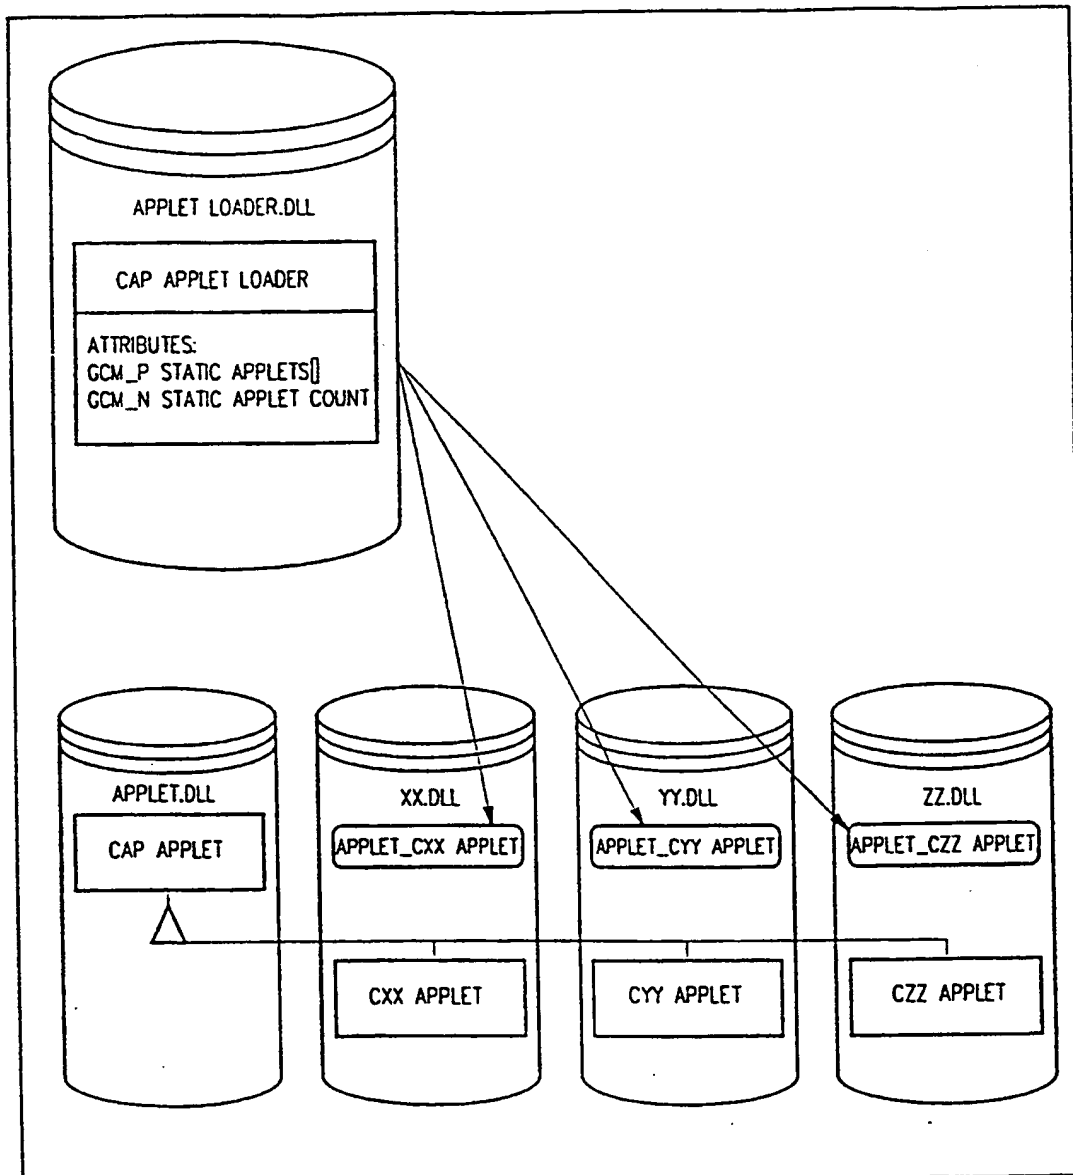 APPLET LOADER.DLL
CAP APPLET LOADER
ATTRIBUTES:
GCM_P STATIC APPLETS[]
GCM_N STATIC APPLET COUNT
APPLET.DLL
CAP APPLET
XX.DLL
APPLET_CXX APPLET
YY.DLL
APPLET_CYY APPLET
ZZ.DLL
APPLET_CZZ APPLET
CXX APPLET
CYY APPLET
CZZ APPLET